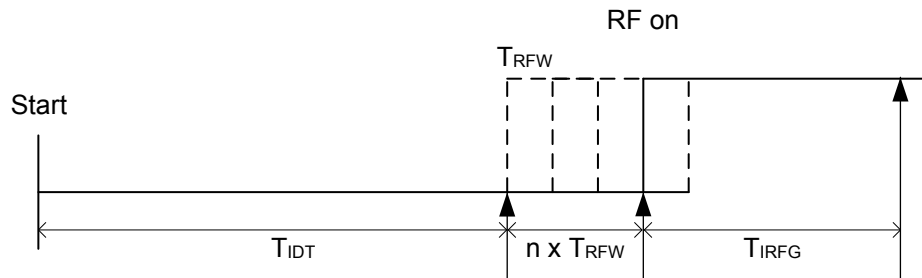 RF on
TRFW
Start
TIDT
n x TRFW
TIRFG